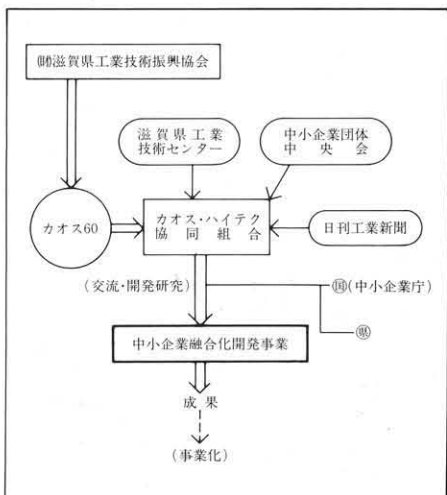 ㈶滋賀県工業技術振興協会
滋賀県工業
技術センター
中小企業団体
中央会
カオス60
カオス・ハイテク
協同組合
日刊工業新聞
(交流・開発研究)
㊀国(中小企業庁)
県
中小企業融合化開発事業
成果
(事業化)